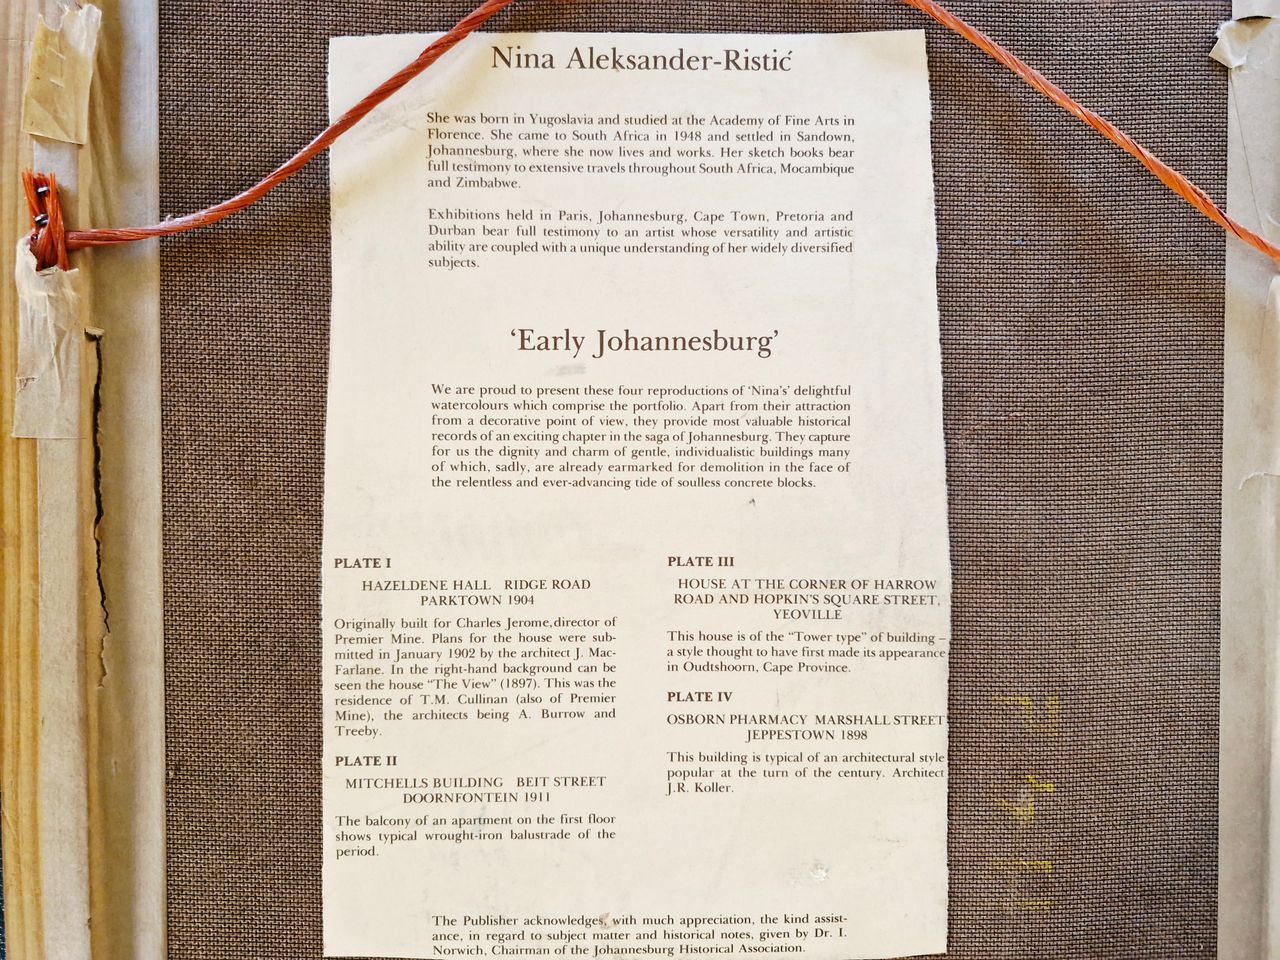 Nina Aleksander-Ristić
She was born in Yugoslavia and studied at the Academy of Fine Arts in
Florence. She came to South Africa in 1948 and settled in Sandown,
Johannesburg, where she now lives and works. Her sketch books bear
full testimony to extensive travels throughout South Africa, Mocambique
and Zimbabwe.
Exhibitions held in Paris, Johannesburg, Cape Town, Pretoria and
Durban bear full testimony to an artist whose versatility and artistic
ability are coupled with a unique understanding of her widely diversified
subjects.
‘Early Johannesburg’
We are proud to present these four reproductions of ‘Nina’s’ delightful
watercolours which comprise the portfolio. Apart from their attraction
from a decorative point of view, they provide most valuable historical
records of an exciting chapter in the saga of Johannesburg. They capture
for us the dignity and charm of gentle, individualistic buildings many
of which, sadly, are already earmarked for demolition in the face of
the relentless and ever-advancing tide of soulless concrete blocks.
PLATE I
HAZELDENE HALL RIDGE ROAD
PARKTOWN 1904
Originally built for Charles Jerome, director of
Premier Mine. Plans for the house were sub-
mitted in January 1902 by the architect J. Mac-
Farlane. In the right-hand background can be
seen the house “The View” (1897). This was the
residence of T.M. Cullinan (also of Premier
Mine), the architects being A. Burrow and
Treeby.
PLATE II
MITCHELLS BUILDING BEIT STREET
DOORNFONTEIN 1911
The balcony of an apartment on the first floor
shows typical wrought-iron balustrade of the
period.
PLATE III
HOUSE AT THE CORNER OF HARROW
ROAD AND HOPKIN’S SQUARE STREET,
YEOVILLE
This house is of the “Tower type” of building –
a style thought to have first made its appearance
in Oudtshoorn, Cape Province.
PLATE IV
OSBORN PHARMACY MARSHALL STREET
JEPPESTOWN 1898
This building is typical of an architectural style
popular at the turn of the century. Architect
J.R. Koller.
The Publisher acknowledges, with much appreciation, the kind assist-
ance, in regard to subject matter and historical notes, given by Dr. I.
Norwich, Chairman of the Johannesburg Historical Association.